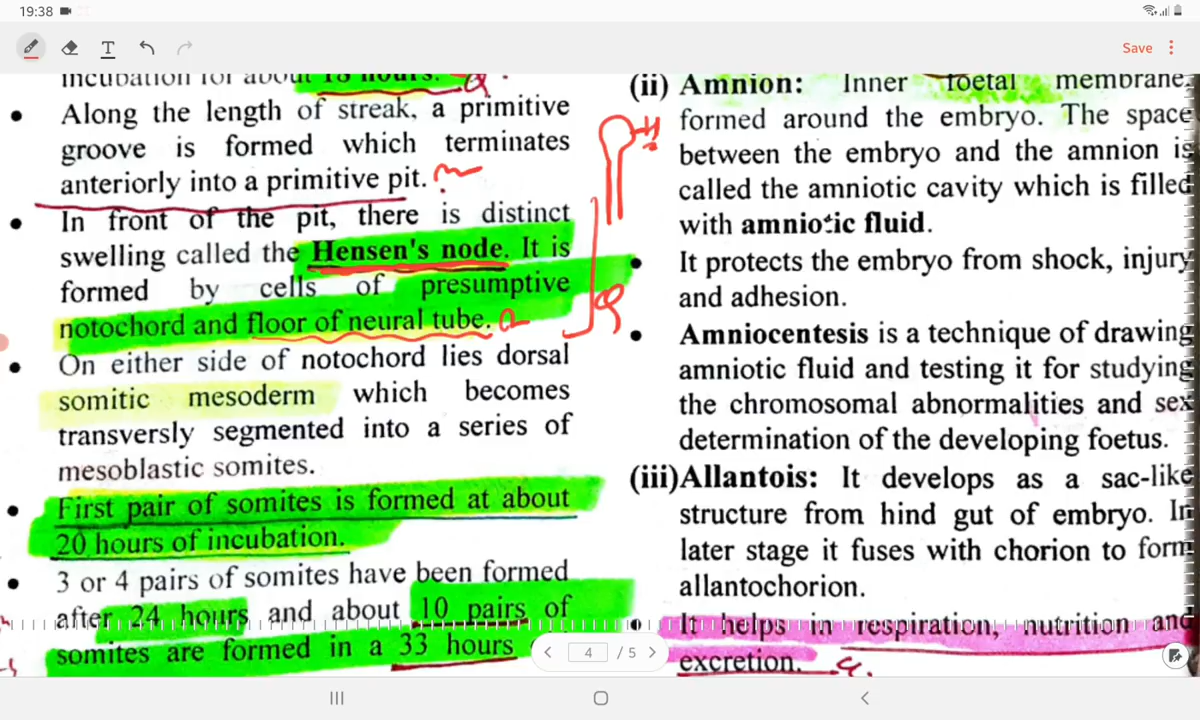 19:38
T
Save
incubation for about 18 hours.
• Along the length of streak, a primitive
groove is formed which terminates
anteriorly into a primitive pit.
• In front of the pit, there is distinct
swelling called the Hensen's node. It is
formed by cells of presumptive
notochord and floor of neural tube.
• On either side of notochord lies dorsal
somitic mesoderm which becomes
transversly segmented into a series of
mesoblastic somites.
• First pair of somites is formed at about
20 hours of incubation.
• 3 or 4 pairs of somites have been formed
after 24 hours and about 10 pairs of
somites are formed in a 33 hours
(ii) Amnion: Inner foetal membrane
formed around the embryo. The space
between the embryo and the amnion is
called the amniotic cavity which is filled
with amniotic fluid.
• It protects the embryo from shock, injury
and adhesion.
• Amniocentesis is a technique of drawing
amniotic fluid and testing it for studying
the chromosomal abnormalities and sex
determination of the developing foetus.
(iii) Allantois: It develops as a sac-like
structure from hind gut of embryo. In
later stage it fuses with chorion to form
allantochorion.
• It helps in respiration, nutrition and
excretion.
4 / 5